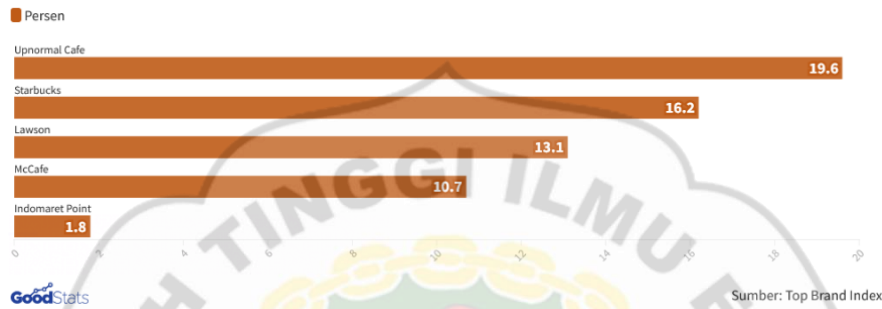 Persen
Upnormal Cafe
19.6
Starbucks
16.2
Lawson
13.1
McCafe
10.7
Indomaret Point
1.8
0 2 4 6 8 10 12 14 16 18 20
TINGGI ILMU
GoodStats
Sumber: Top Brand Index